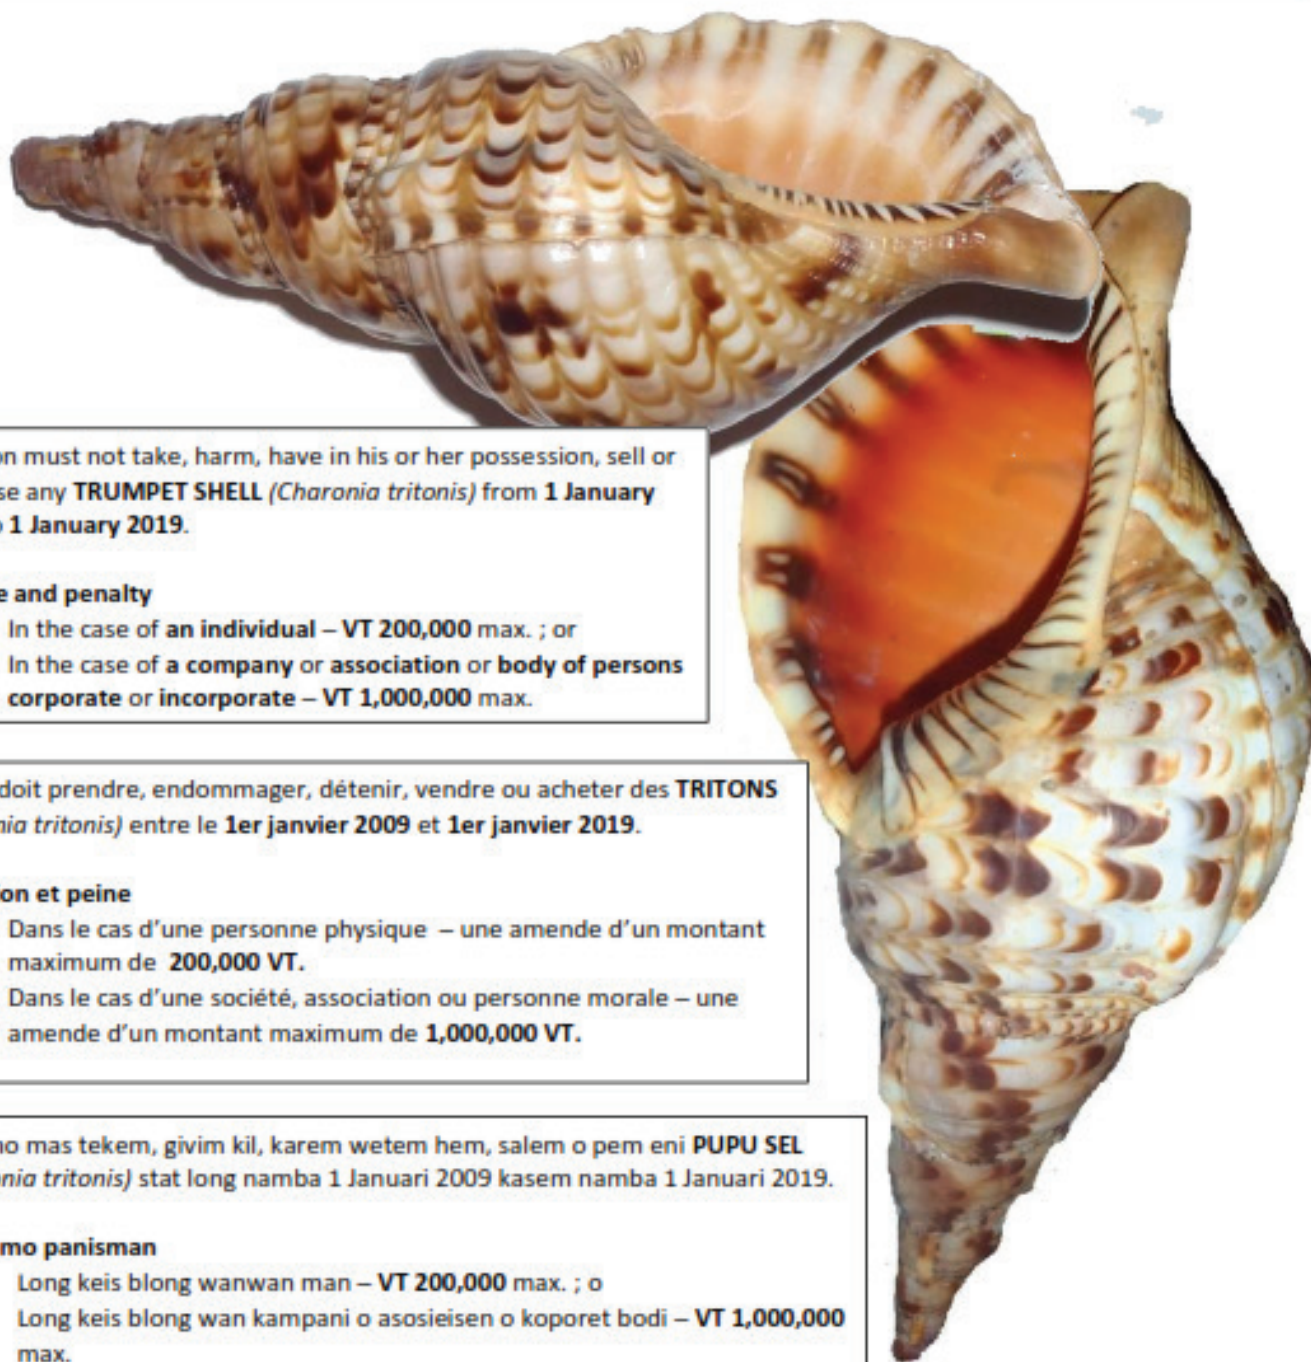 on must not take, harm, have in his or her possession, sell or
se any TRUMPET SHELL (Charonia tritonis) from 1 January
o 1 January 2019.
e and penalty
In the case of an individual – VT 200,000 max. ; or
In the case of a company or association or body of persons
corporate or incorporate – VT 1,000,000 max.
doit prendre, endommager, détenir, vendre ou acheter des TRITONS
nia tritonis) entre le 1er janvier 2009 et 1er janvier 2019.
on et peine
Dans le cas d'une personne physique – une amende d'un montant
maximum de 200,000 VT.
Dans le cas d'une société, association ou personne morale – une
amende d'un montant maximum de 1,000,000 VT.
no mas tekem, givim kil, karem wetem hem, salem o pem eni PUPU SEL
nia tritonis) stat long namba 1 Januari 2009 kasem namba 1 Januari 2019.
mo panisman
Long keis blong wanwan man – VT 200,000 max. ; o
Long keis blong wan kampani o asosieisen o koporet bodi – VT 1,000,000
max.